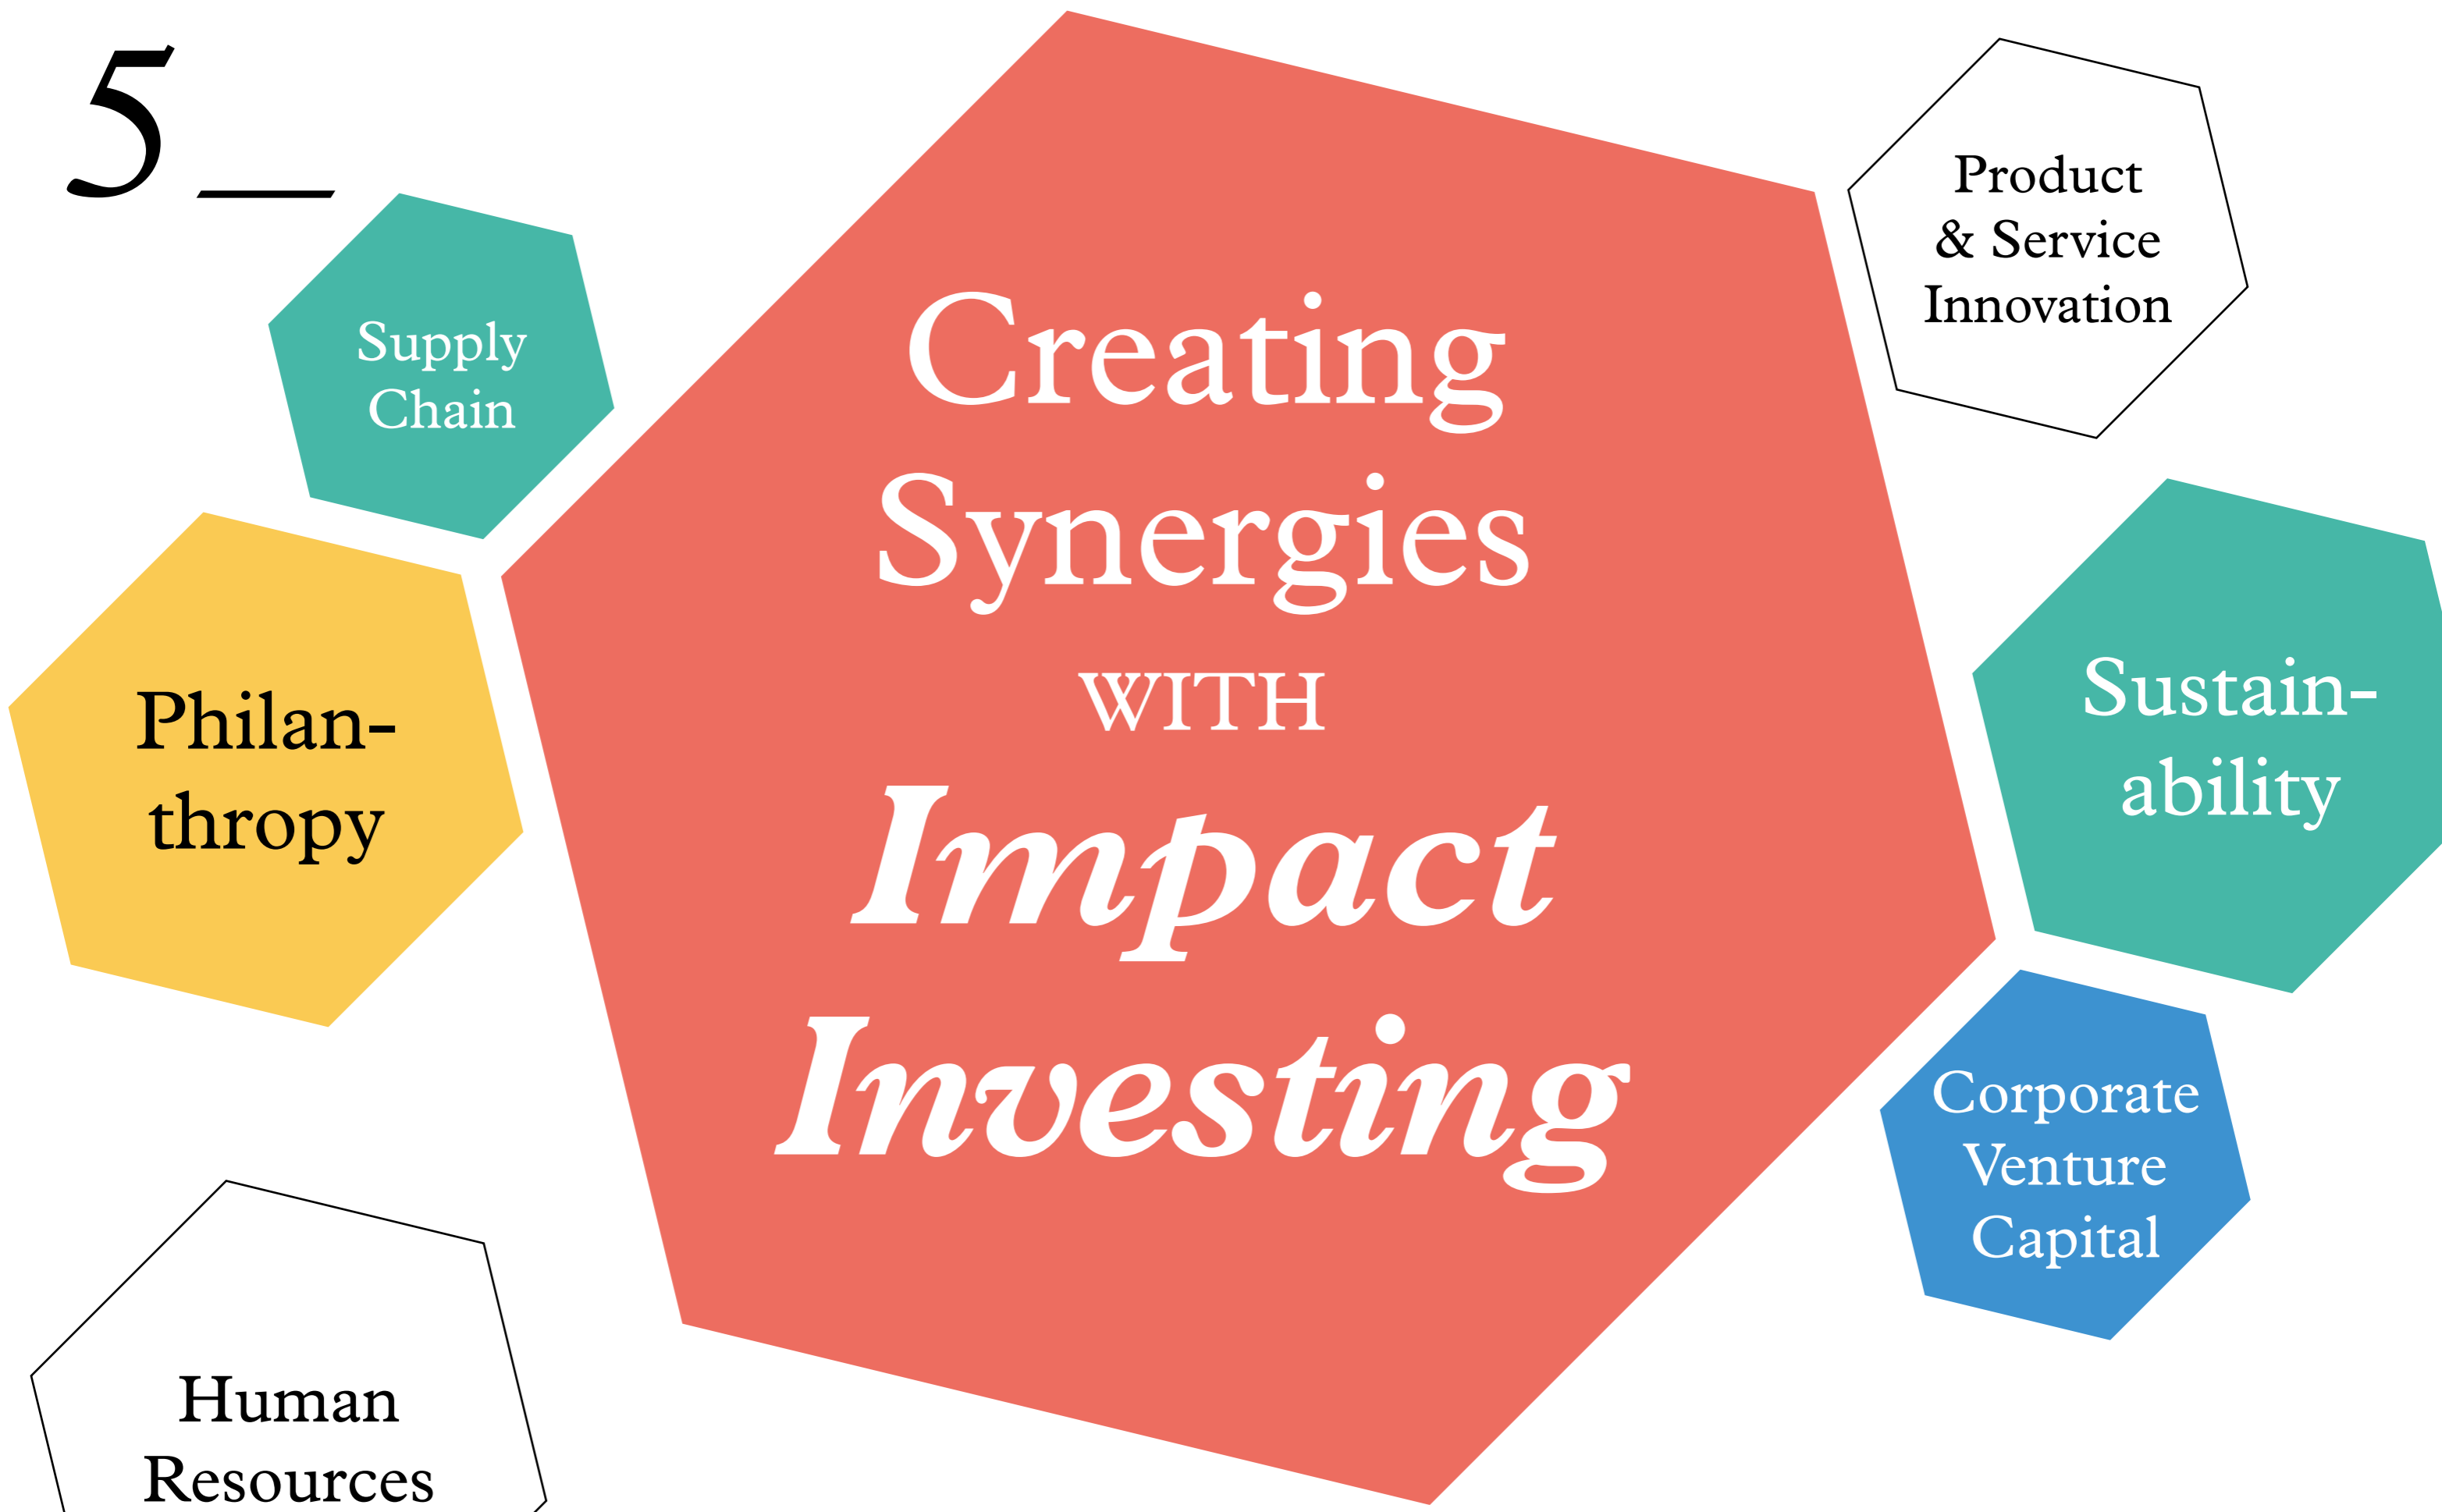 5_
Supply
Chain
Philan-
thropy
Human
Resources
Creating
Synergies
WITH
Impact
Investing
Product
& Service
Innovation
Sustain-
ability
Corporate
Venture
Capital